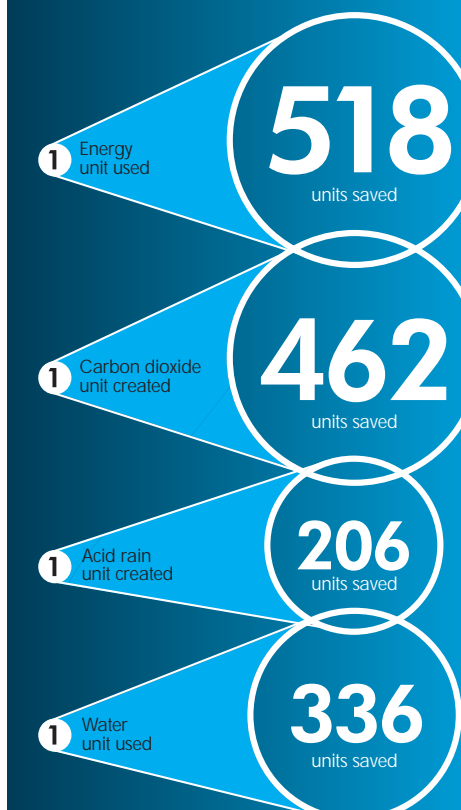 1
Energy
unit used
518
units saved
1
Carbon dioxide
unit created
462
units saved
1
Acid rain
unit created
206
units saved
1
Water
unit used
336
units saved